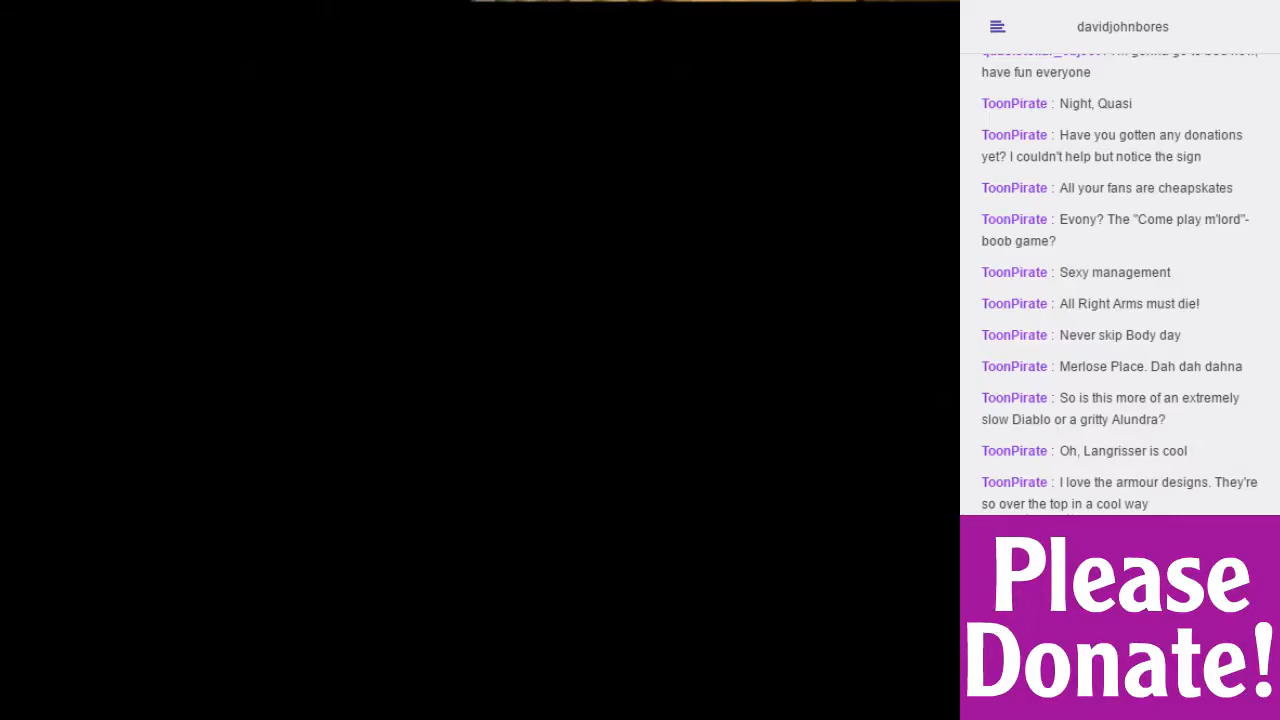 davidjohnbores
have fun everyone
ToonPirate : Night, Quasi
ToonPirate : Have you gotten any donations
yet? I couldn't help but notice the sign
ToonPirate : All your fans are cheapskates
ToonPirate : Evony? The "Come play m'lord"-
boob game?
ToonPirate : Sexy management
ToonPirate : All Right Arms must die!
ToonPirate : Never skip Body day
ToonPirate : Merlose Place. Dah dah dahna
ToonPirate : So is this more of an extremely
slow Diablo or a gritty Alundra?
ToonPirate : Oh, Langrisser is cool
ToonPirate : I love the armour designs. They're
so over the top in a cool way
Please
Donate!